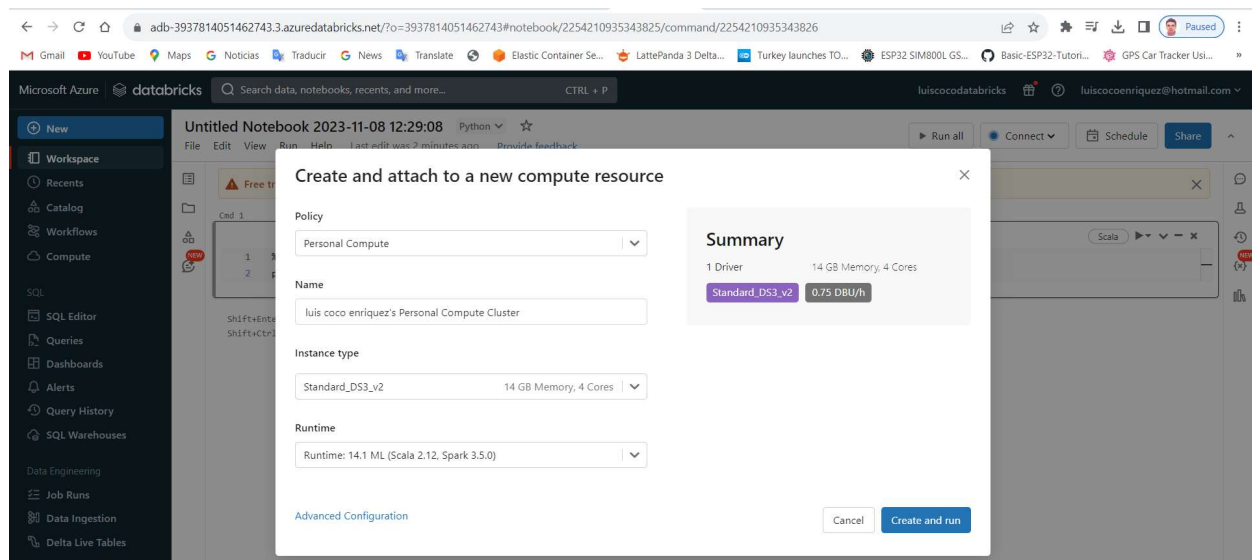 adb-3937814051462743.3.azuredatabricks.net/?o=3937814051462743#notebook/2254210935343825/command/2254210935343826
Paused
Gmail YouTube Maps Noticias Traducir News Translate Elastic Container Se... LattePanda 3 Delta... Turkey launches TO... ESP32 SIM800L GS... Basic-ESP32-Tutori... GPS Car Tracker Usi... »
Microsoft Azure databricks Search data, notebooks, recents, and more... CTRL + P luiscocodatabricks luiscocoenriquez@hotmail.com
New
Untitled Notebook 2023-11-08 12:29:08 Python
Run all Connect Schedule Share
File Edit View Run Help Last edit was 2 minutes ago Provide feedback
Workspace
Recents
Catalog
Workflows
Compute
SQL
SQL Editor
Queries
Dashboards
Alerts
Query History
SQL Warehouses
Data Engineering
Job Runs
Data Ingestion
Delta Live Tables
NEW
Free tr
Cmd 1
1 %
2 p
Shift+Ente
Shift+Ctrl
Scala
NEW
Create and attach to a new compute resource
Policy
Personal Compute
Name
luis coco enriquez's Personal Compute Cluster
Instance type
Standard_DS3_v2 14 GB Memory, 4 Cores
Runtime
Runtime: 14.1 ML (Scala 2.12, Spark 3.5.0)
Advanced Configuration
Summary
1 Driver 14 GB Memory, 4 Cores
Standard_DS3_v2 0.75 DBU/h
Cancel Create and run